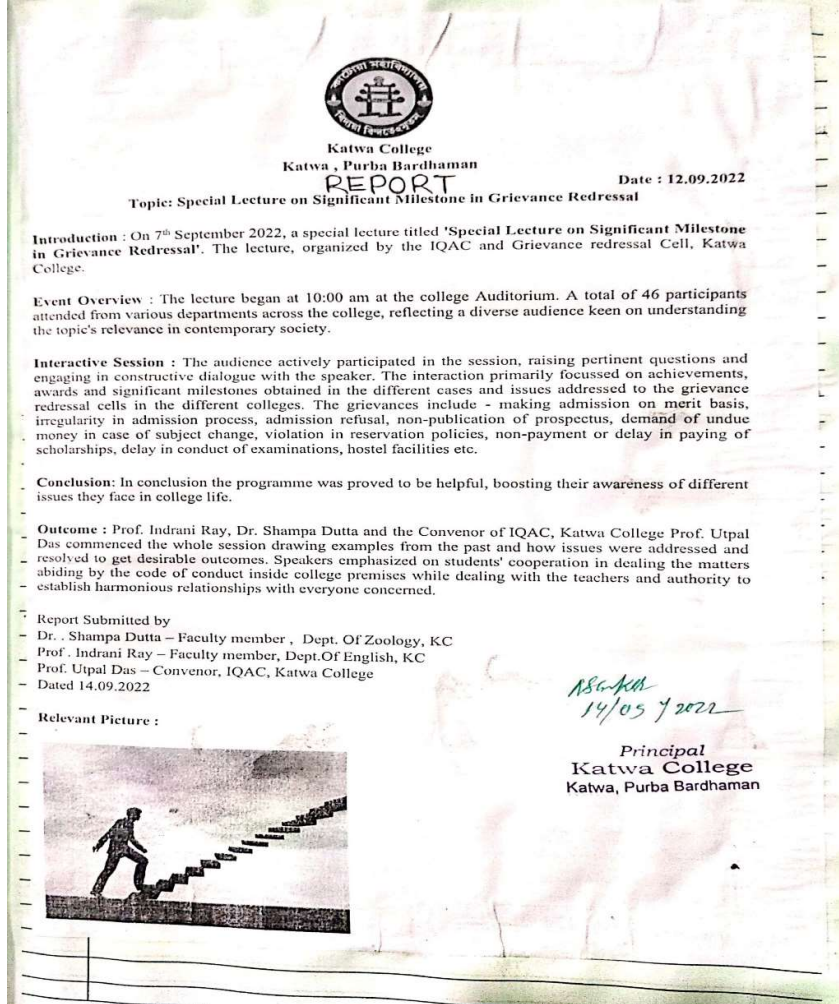 কাটোয়া মহাবিদ্যালয়
Katwa College
Katwa , Purba Bardhaman
REPORT
Date : 12.09.2022
Topic: Special Lecture on Significant Milestone in Grievance Redressal
Introduction : On 7th September 2022, a special lecture titled 'Special Lecture on Significant Milestone
in Grievance Redressal'. The lecture, organized by the IQAC and Grievance redressal Cell, Katwa
College.
Event Overview : The lecture began at 10:00 am at the college Auditorium. A total of 46 participants
attended from various departments across the college, reflecting a diverse audience keen on understanding
the topic's relevance in contemporary society.
Interactive Session : The audience actively participated in the session, raising pertinent questions and
engaging in constructive dialogue with the speaker. The interaction primarily focussed on achievements,
awards and significant milestones obtained in the different cases and issues addressed to the grievance
redressal cells in the different colleges. The grievances include - making admission on merit basis,
irregularity in admission process, admission refusal, non-publication of prospectus, demand of undue
money in case of subject change, violation in reservation policies, non-payment or delay in paying of
scholarships, delay in conduct of examinations, hostel facilities etc.
Conclusion: In conclusion the programme was proved to be helpful, boosting their awareness of different
issues they face in college life.
Outcome : Prof. Indrani Ray, Dr. Shampa Dutta and the Convenor of IQAC, Katwa College Prof. Utpal
Das commenced the whole session drawing examples from the past and how issues were addressed and
resolved to get desirable outcomes. Speakers emphasized on students' cooperation in dealing the matters
abiding by the code of conduct inside college premises while dealing with the teachers and authority to
establish harmonious relationships with everyone concerned.
Report Submitted by
Dr. . Shampa Dutta – Faculty member , Dept. Of Zoology, KC
Prof . Indrani Ray – Faculty member, Dept.Of English, KC
Prof. Utpal Das – Convenor, IQAC, Katwa College
Dated 14.09.2022
14/09/2022
Relevant Picture :
Principal
Katwa College
Katwa, Purba Bardhaman